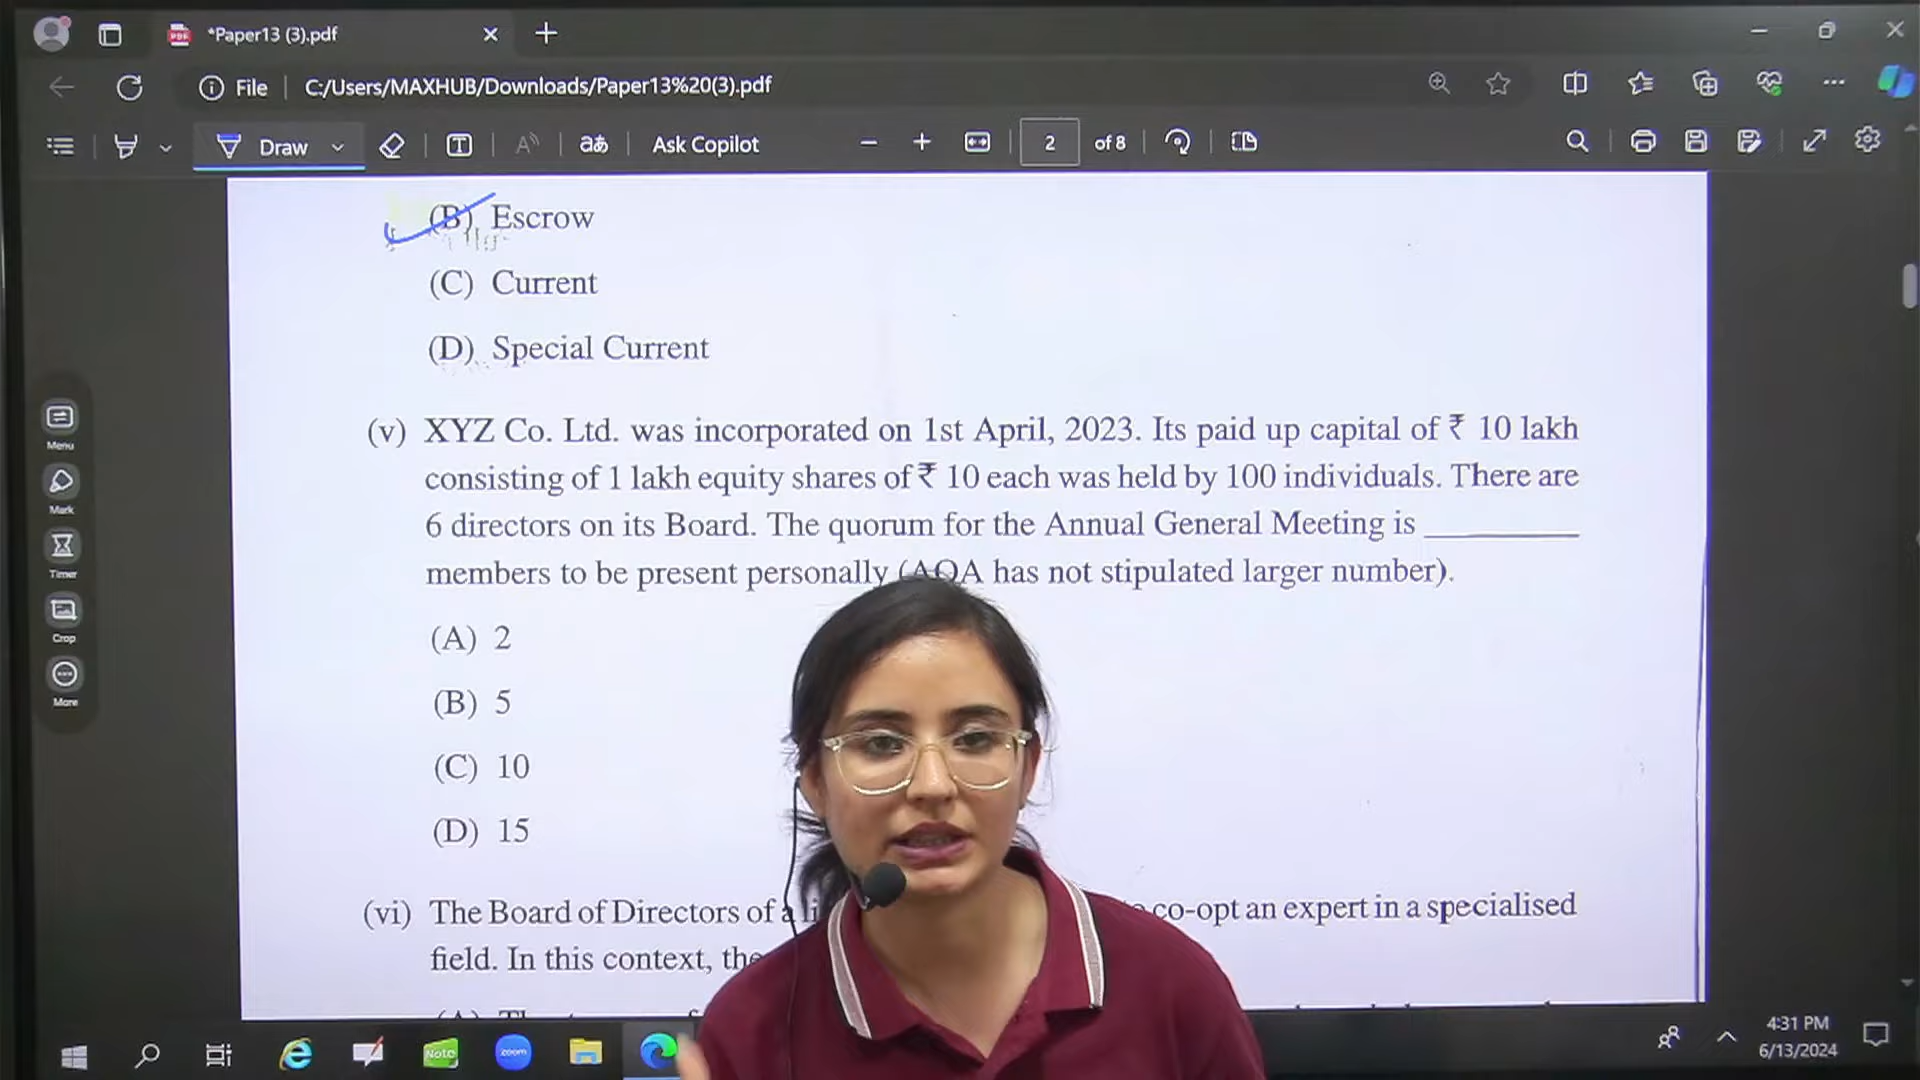 *Paper13 (3).pdf
File
C:/Users/MAXHUB/Downloads/Paper13%20(3).pdf
Draw
Ask Copilot
2
of 8
(B) Escrow
(C) Current
(D) Special Current
(v) XYZ Co. Ltd. was incorporated on 1st April, 2023. Its paid up capital of ₹ 10 lakh
consisting of 1 lakh equity shares of ₹ 10 each was held by 100 individuals. There are
6 directors on its Board. The quorum for the Annual General Meeting is ________
members to be present personally (AOA has not stipulated larger number).
(A) 2
(B) 5
(C) 10
(D) 15
(vi) The Board of Directors of a co-opt an expert in a specialised
field. In this context, the
Menu
Mark
Timer
Crop
More
Note
zoom
4:31 PM
6/13/2024